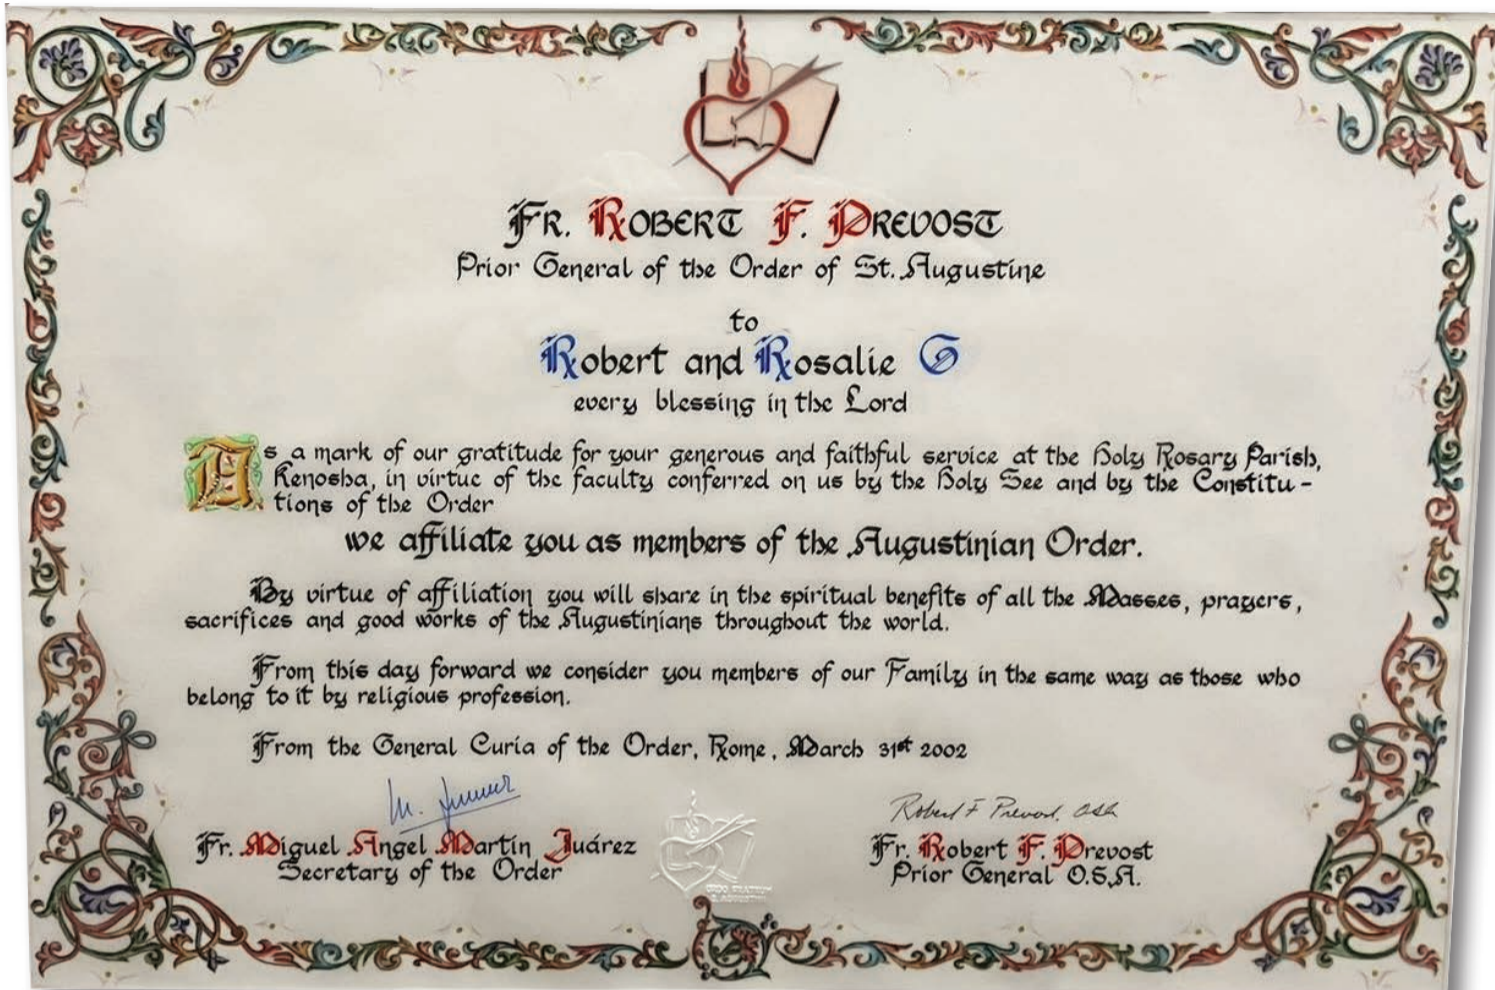 Fr. Robert F. Prevost
Prior General of the Order of St. Augustine
to
Robert and Rosalie G
every blessing in the Lord
As a mark of our gratitude for your generous and faithful service at the Holy Rosary Parish,
Kenosha, in virtue of the faculty conferred on us by the Holy See and by the Constitu-
tions of the Order
we affiliate you as members of the Augustinian Order.
By virtue of affiliation you will share in the spiritual benefits of all the Masses, prayers,
sacrifices and good works of the Augustinians throughout the world.
From this day forward we consider you members of our Family in the same way as those who
belong to it by religious profession.
From the General Curia of the Order, Rome, March 31st 2002
Robert F Prevost, OSA
Fr. Miguel Angel Martín Juárez
Secretary of the Order
Fr. Robert F. Prevost
Prior General O.S.A.